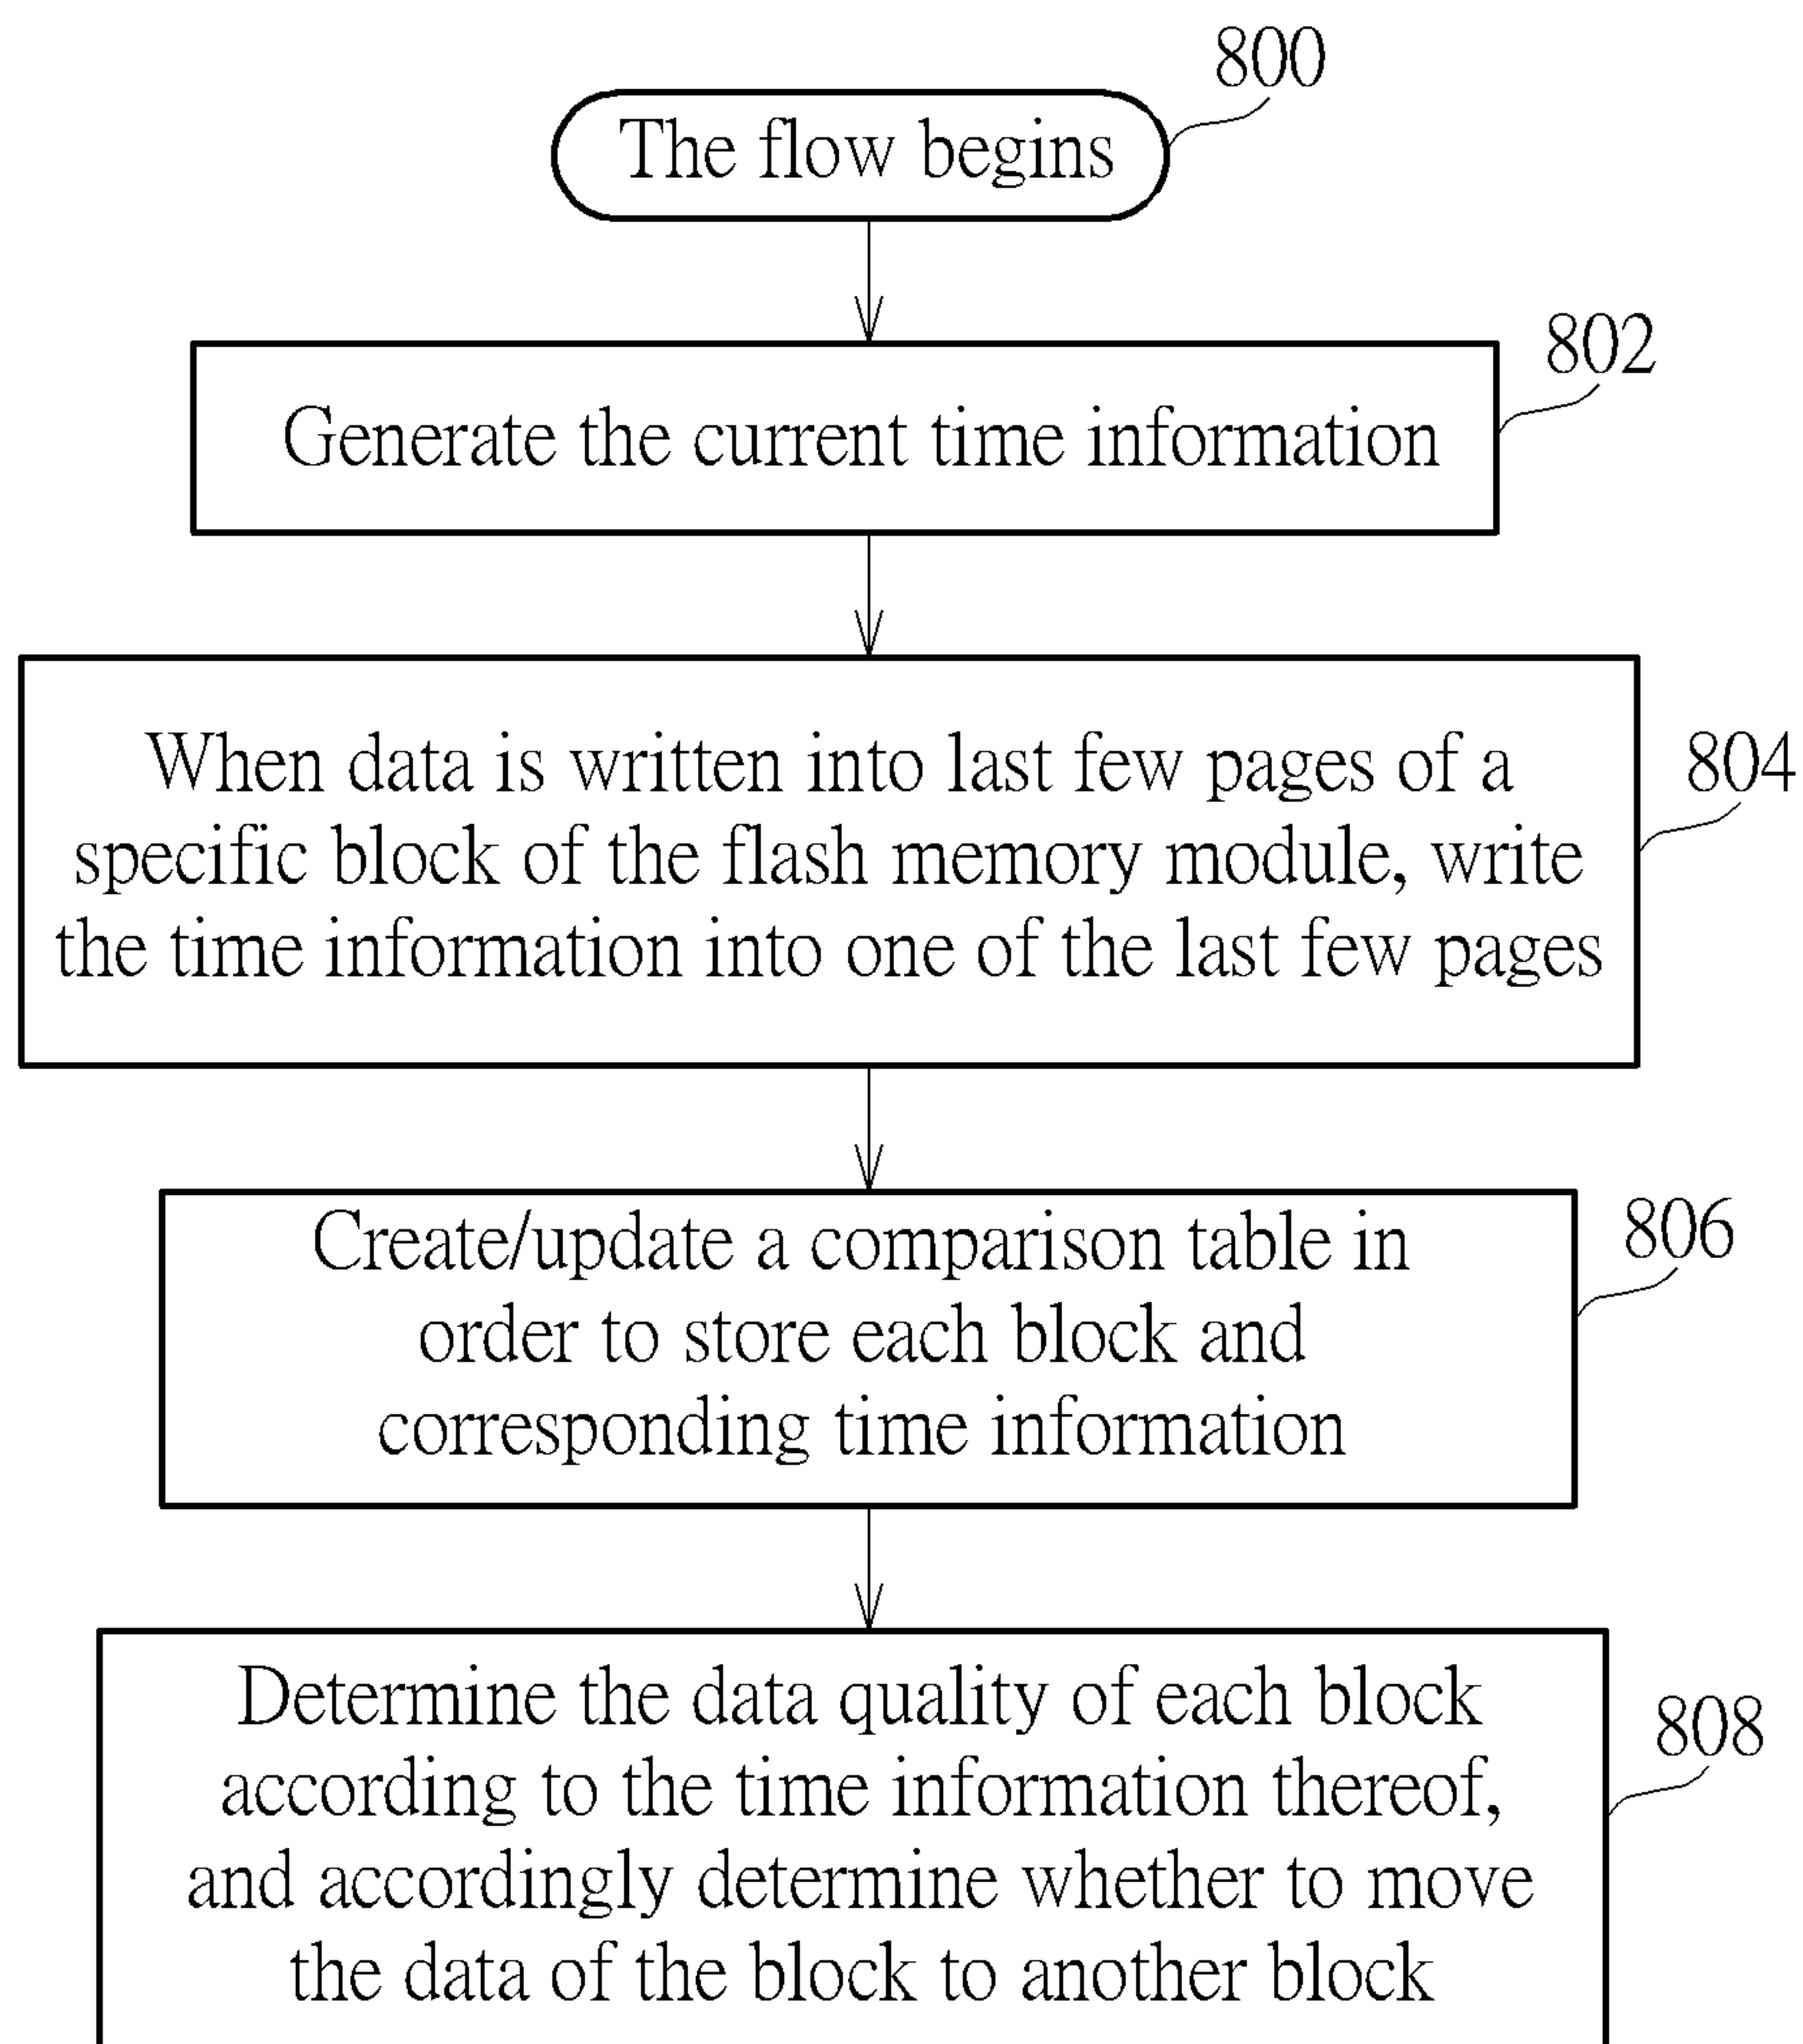 800
The flow begins
802
Generate the current time information
When data is written into last few pages of a
804
specific block of the flash memory module, write
the time information into one of the last few pages
Create/update a comparison table in
806
order to store each block and
corresponding time information
Determine the data quality of each block
808
according to the time information thereof,
and accordingly determine whether to move
the data of the block to another block